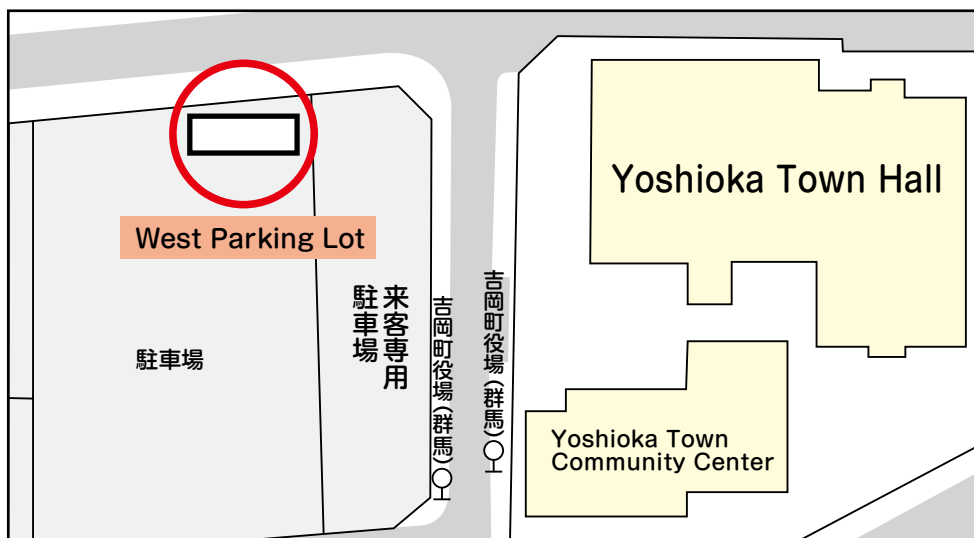 Yoshioka Town Hall
West Parking Lot
来客専用
駐車場
駐車場
吉岡町役場(群馬)
吉岡町役場(群馬)
Yoshioka Town
Community Center